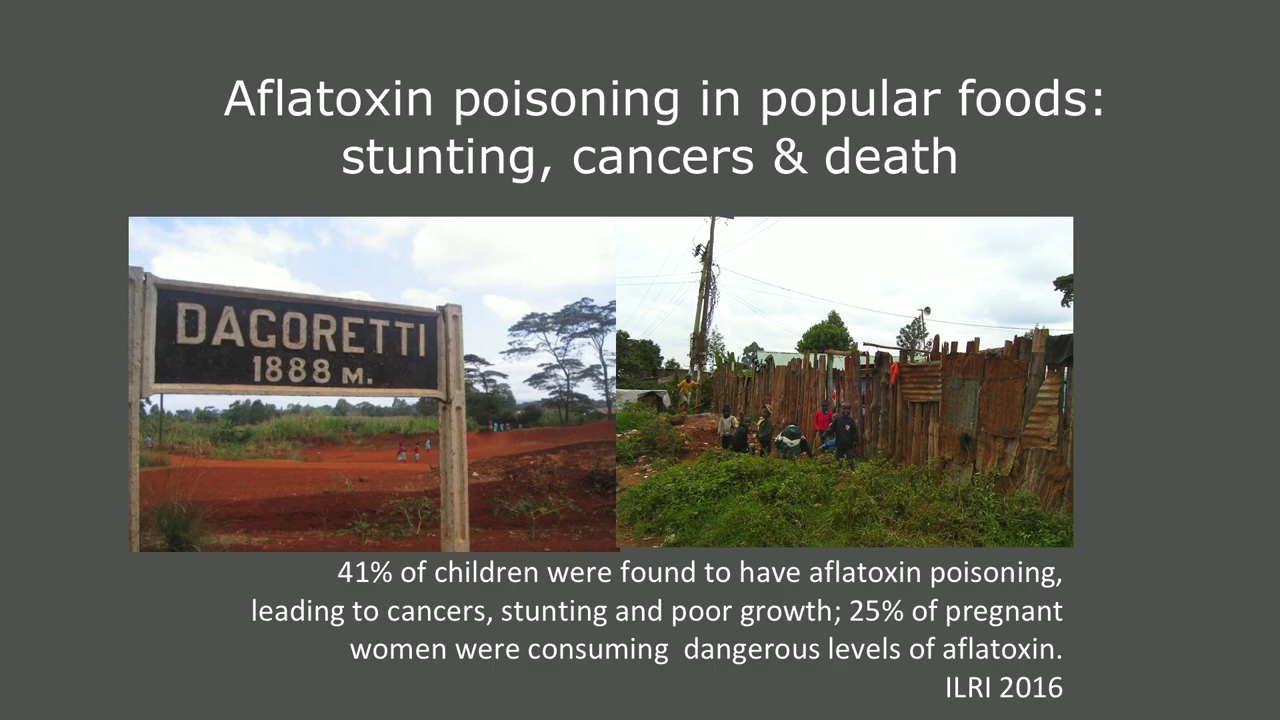 Aflatoxin poisoning in popular foods:
stunting, cancers & death
DAGORETTI
1888 M.
41% of children were found to have aflatoxin poisoning,
leading to cancers, stunting and poor growth; 25% of pregnant
women were consuming  dangerous levels of aflatoxin.
ILRI 2016